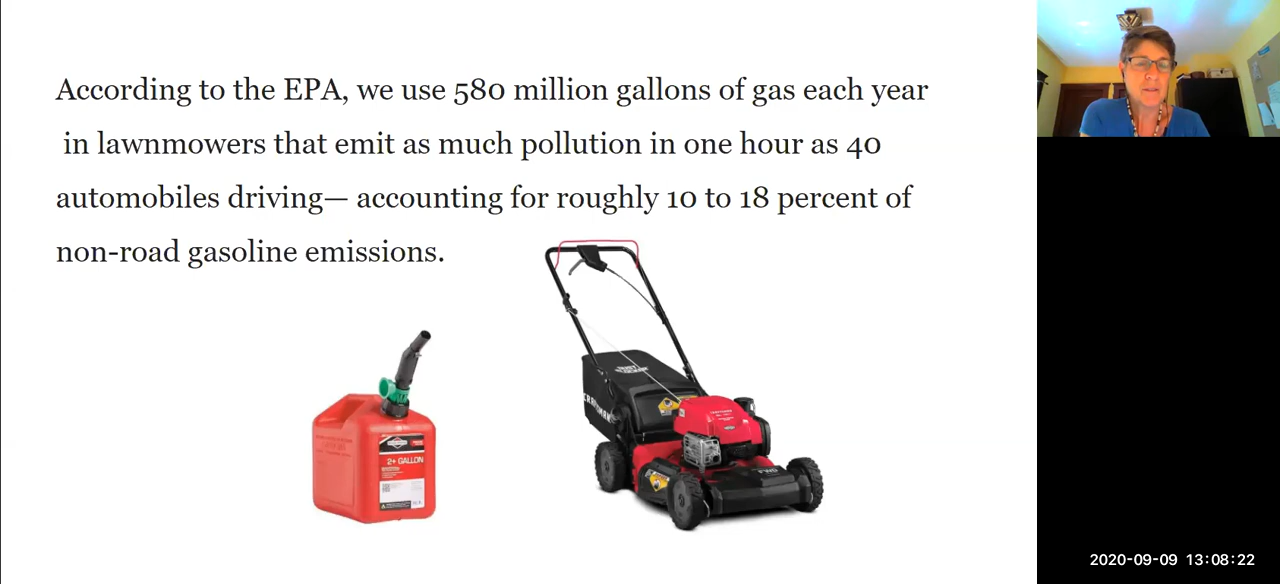 According to the EPA, we use 580 million gallons of gas each year
in lawnmowers that emit as much pollution in one hour as 40
automobiles driving— accounting for roughly 10 to 18 percent of
non-road gasoline emissions.
CRAFTSMAN
2+ GALLON
FWD
2020-09-09 13:08:22